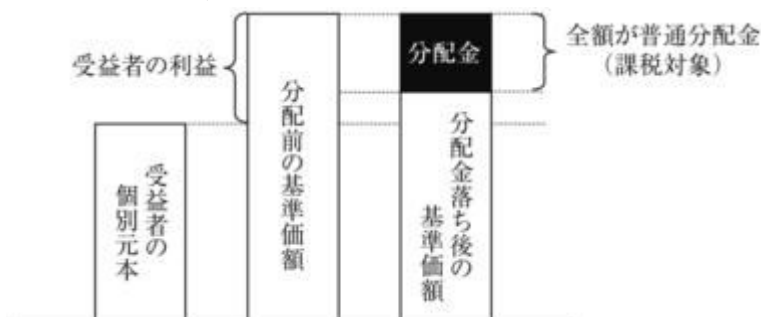 受益者の利益
分配金
全額が普通分配金
（課税対象）
受益者の
個別元本
分配前の基準価額
分配金落ち後の
基準価額